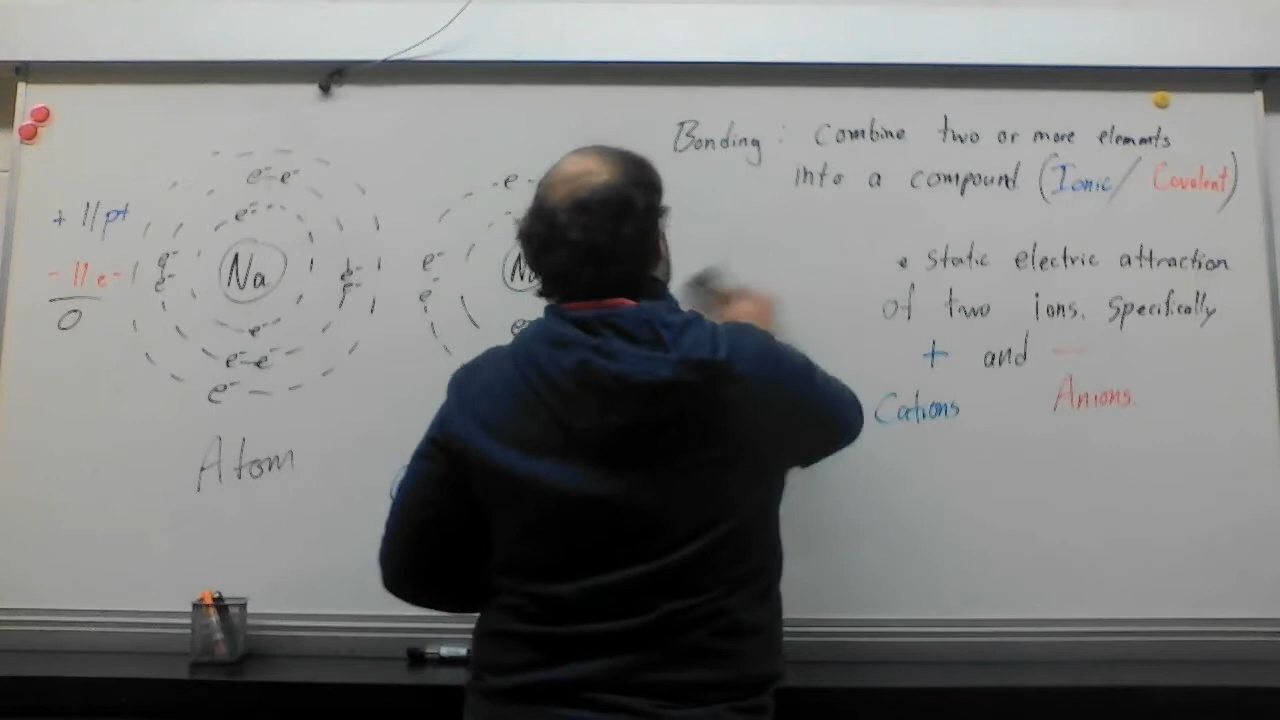 Bonding : Combine two or more elements
into a compound (Ionic/ Covalent)
+ 11 p+
- 11 e-
0
e- e-
e-
e-
e-
Na
e-
e-
e-
e- e-
e-
Atom
e-
e-
e-
Na
e
• static electric attraction
of two ions. Specifically
+ and −
Cations Anions.